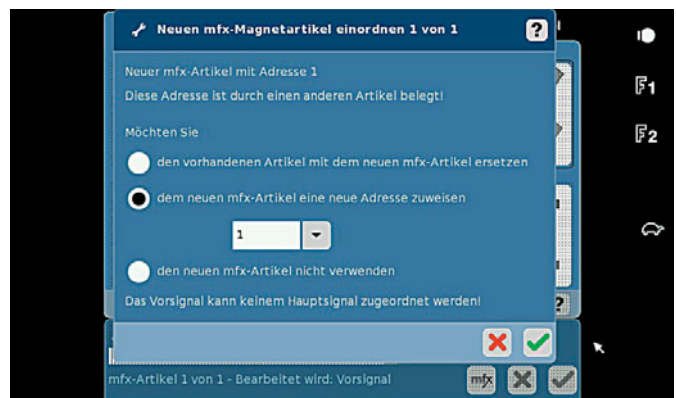 Neuen mfx-Magnetartikel einordnen 1 von 1
?
Neuer mfx-Artikel mit Adresse 1
Diese Adresse ist durch einen anderen Artikel belegt!
Möchten Sie
den vorhandenen Artikel mit dem neuen mfx-Artikel ersetzen
dem neuen mfx-Artikel eine neue Adresse zuweisen
1
den neuen mfx-Artikel nicht verwenden
Das Vorsignal kann keinem Hauptsignal zugeordnet werden!
?
mfx-Artikel 1 von 1 - Bearbeitet wird: Vorsignal
mfx
F1
F2